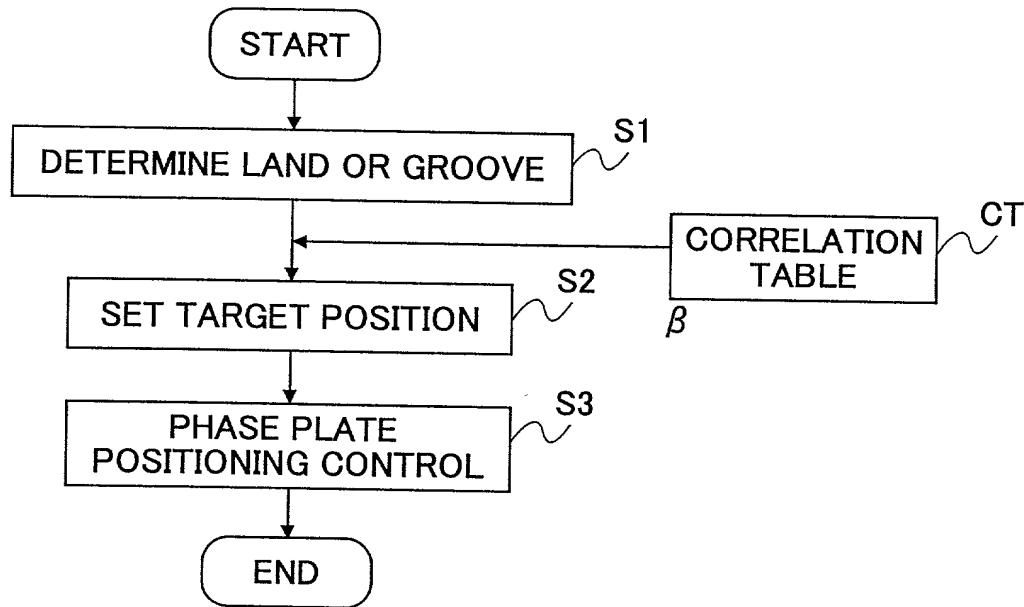 START
DETERMINE LAND OR GROOVE
S1
CORRELATION
TABLE
CT
β
SET TARGET POSITION
S2
PHASE PLATE
POSITIONING CONTROL
S3
END